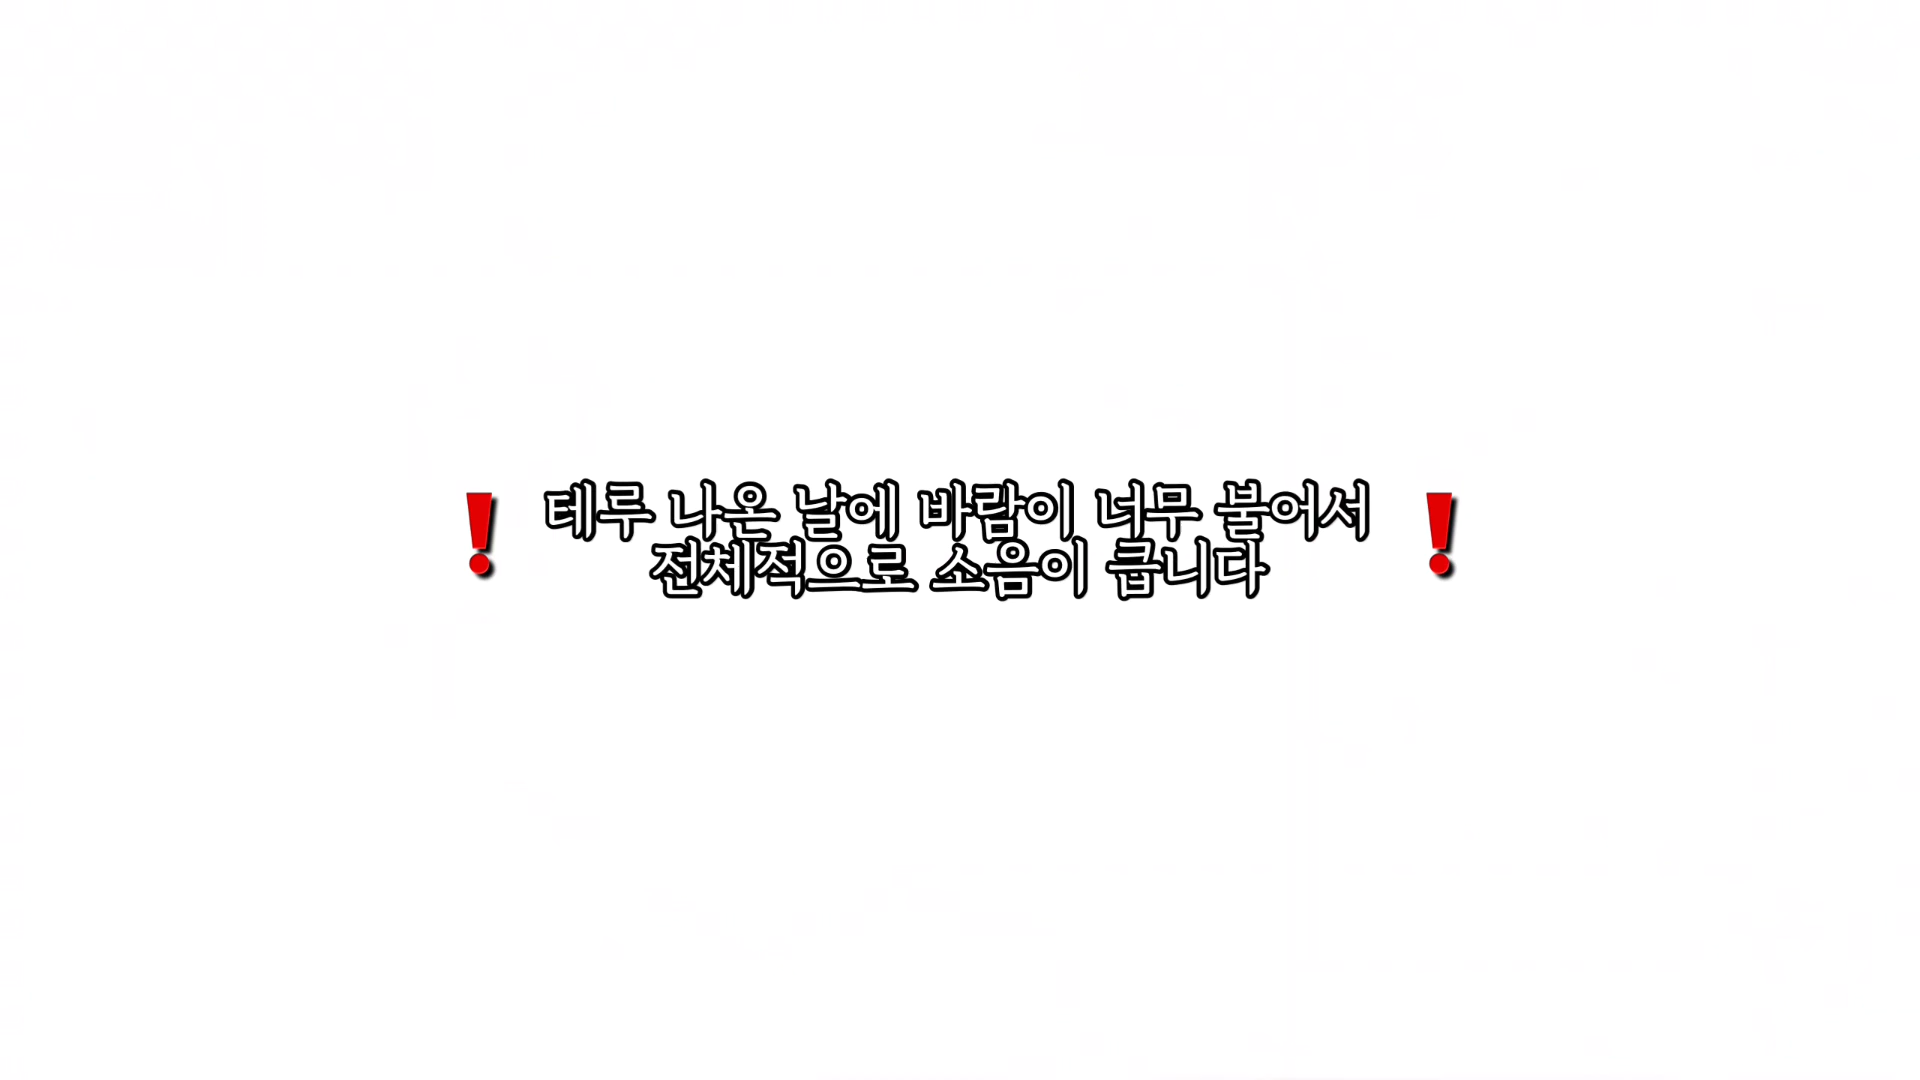 ❗ 테루 나온 날에 바람이 너무 불어서 ❗
전체적으로 소음이 큽니다